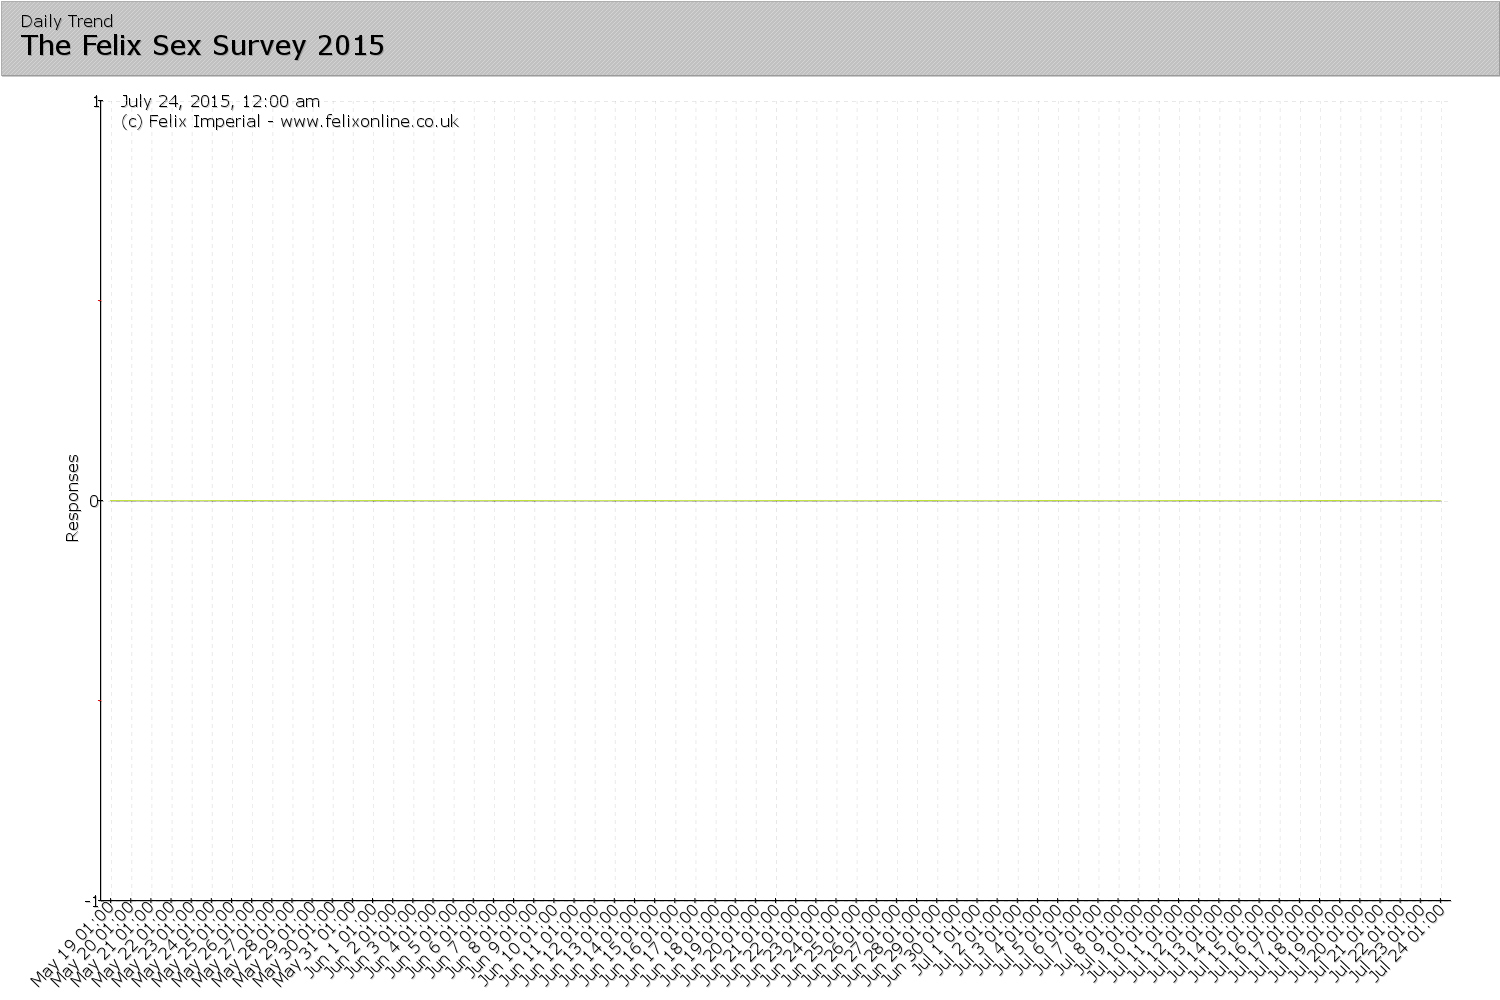 Daily Trend
The Felix Sex Survey 2015
July 24, 2015, 12:00 am
(c) Felix Imperial - www.felixonline.co.uk
1
0
-1
Responses
May 19 01:00
May 20 01:00
May 21 01:00
May 22 01:00
May 23 01:00
May 24 01:00
May 25 01:00
May 26 01:00
May 27 01:00
May 28 01:00
May 29 01:00
May 30 01:00
May 31 01:00
Jun 1 01:00
Jun 2 01:00
Jun 3 01:00
Jun 4 01:00
Jun 5 01:00
Jun 6 01:00
Jun 7 01:00
Jun 8 01:00
Jun 9 01:00
Jun 10 01:00
Jun 11 01:00
Jun 12 01:00
Jun 13 01:00
Jun 14 01:00
Jun 15 01:00
Jun 16 01:00
Jun 17 01:00
Jun 18 01:00
Jun 19 01:00
Jun 20 01:00
Jun 21 01:00
Jun 22 01:00
Jun 23 01:00
Jun 24 01:00
Jun 25 01:00
Jun 26 01:00
Jun 27 01:00
Jun 28 01:00
Jun 29 01:00
Jun 30 01:00
Jul 1 01:00
Jul 2 01:00
Jul 3 01:00
Jul 4 01:00
Jul 5 01:00
Jul 6 01:00
Jul 7 01:00
Jul 8 01:00
Jul 9 01:00
Jul 10 01:00
Jul 11 01:00
Jul 12 01:00
Jul 13 01:00
Jul 14 01:00
Jul 15 01:00
Jul 16 01:00
Jul 17 01:00
Jul 18 01:00
Jul 19 01:00
Jul 20 01:00
Jul 21 01:00
Jul 22 01:00
Jul 23 01:00
Jul 24 01:00